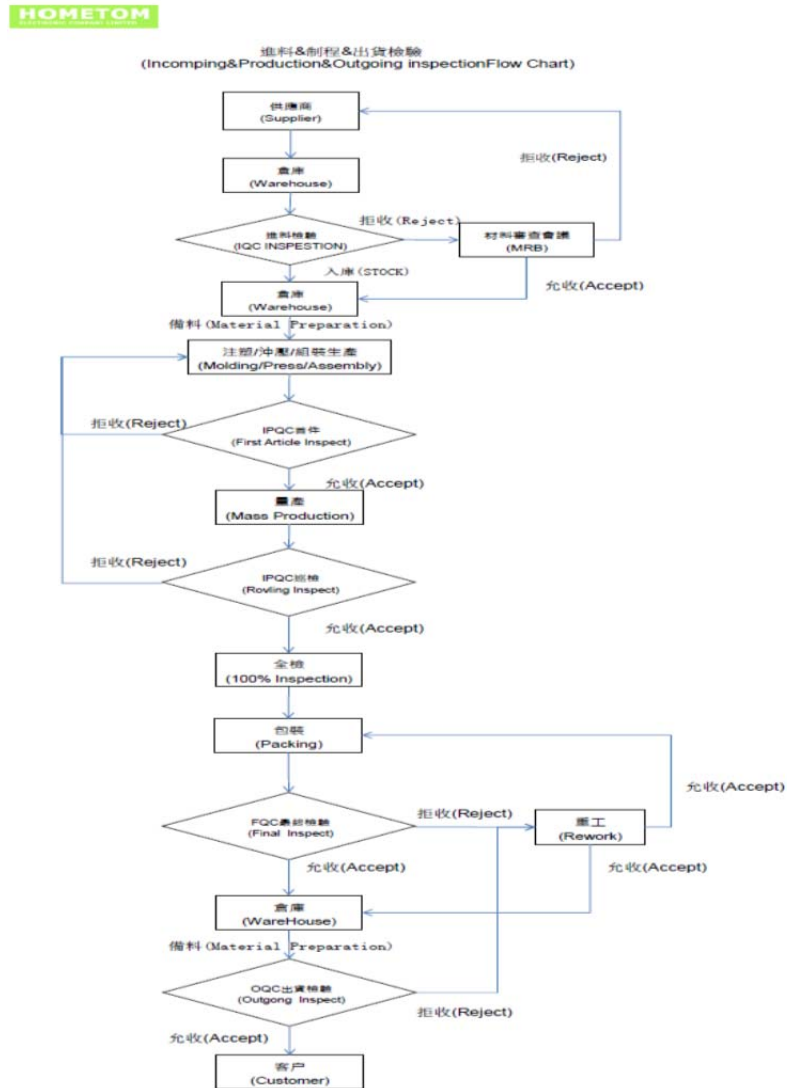 HOMETOM
ELECTRONIC COMPANY LIMITED
進料&制程&出貨檢驗
(Incomping&Production&Outgoing inspectionFlow Chart)
供應商
(Supplier)
拒收(Reject)
倉庫
(Warehouse)
拒收(Reject)
進料檢驗
(IQC INSPESTION)
材料審查會議
(MRB)
入庫(STOCK)
允收(Accept)
倉庫
(Warehouse)
備料(Material Preparation)
注塑/沖壓/組裝生產
(Molding/Press/Assembly)
拒收(Reject)
IPQC首件
(First Article Inspect)
允收(Accept)
量產
(Mass Production)
拒收(Reject)
IPQC巡檢
(Rovling Inspect)
允收(Accept)
全檢
(100% Inspection)
包裝
(Packing)
允收(Accept)
拒收(Reject)
FQC最終檢驗
(Final Inspect)
重工
(Rework)
允收(Accept)
允收(Accept)
倉庫
(WareHouse)
備料(Material Preparation)
OQC出貨檢驗
(Outgong Inspect)
拒收(Reject)
允收(Accept)
客户
(Customer)